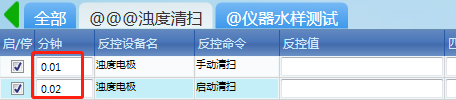 全部 @@@浊度清扫 @仪器水样测试
启/停 分钟 反控设备名 反控命令 反控值
0.01 浊度电极 手动清扫
0.02 浊度电极 启动清扫